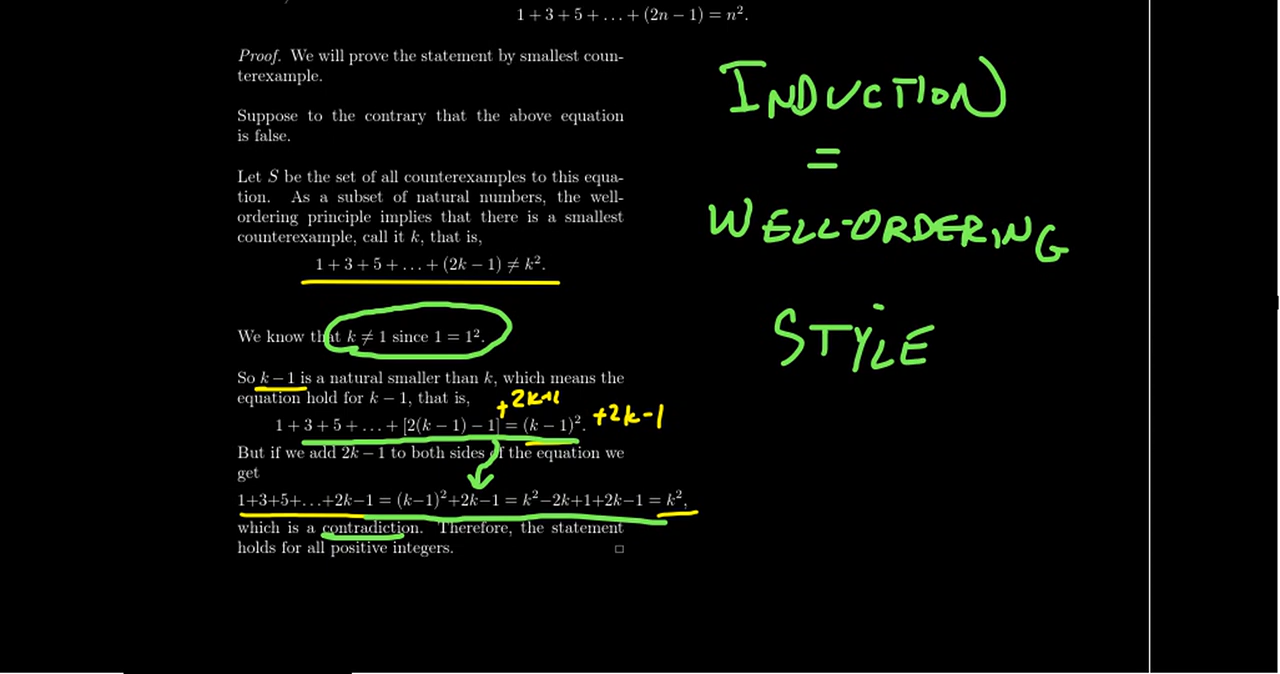 1 + 3 + 5 + … + (2n − 1) = n².
Proof. We will prove the statement by smallest coun-
terexample.
Suppose to the contrary that the above equation
is false.
Let S be the set of all counterexamples to this equa-
tion. As a subset of natural numbers, the well-
ordering principle implies that there is a smallest
counterexample, call it k, that is,
1 + 3 + 5 + … + (2k − 1) ≠ k².
We know that k ≠ 1 since 1 = 1².
So k − 1 is a natural smaller than k, which means the
equation hold for k − 1, that is,
+2k-1
1 + 3 + 5 + … + [2(k − 1) − 1] = (k − 1)². +2k-1
But if we add 2k − 1 to both sides of the equation we
get
1+3+5+…+2k−1 = (k−1)²+2k−1 = k²−2k+1+2k−1 = k²,
which is a contradiction. Therefore, the statement
holds for all positive integers. □
INDUCTION
=
WELL-ORDERING
STYLE